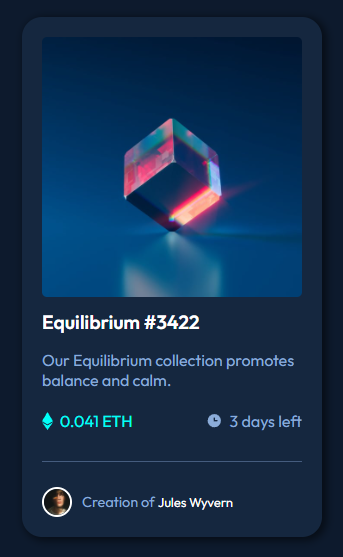 Equilibrium #3422
Our Equilibrium collection promotes
balance and calm.
0.041 ETH
3 days left
Creation of Jules Wyvern